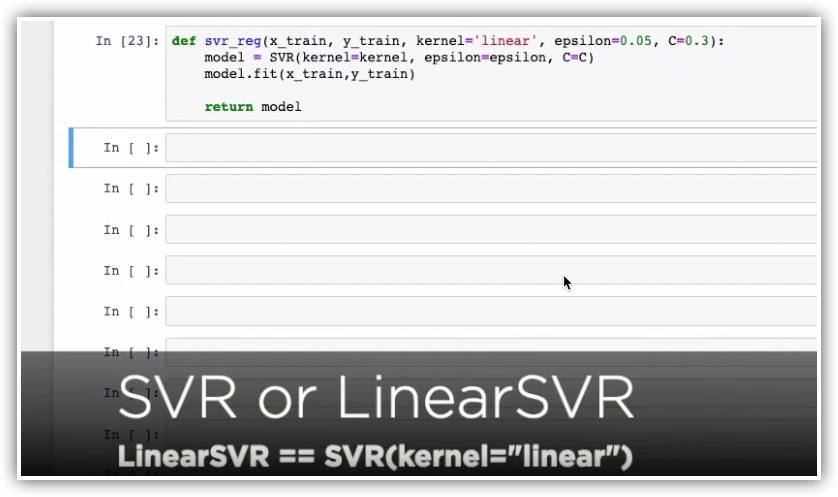 In [23]: def svr_reg(x_train, y_train, kernel='linear', epsilon=0.05, C=0.3):
model = SVR(kernel=kernel, epsilon=epsilon, C=C)
model.fit(x_train,y_train)
return model
In [ ]:
In [ ]:
In [ ]:
In [ ]:
In [ ]:
In [ ]:
In [ ]:
SVR or LinearSVR
In [ ]:
LinearSVR == SVR(kernel="linear")